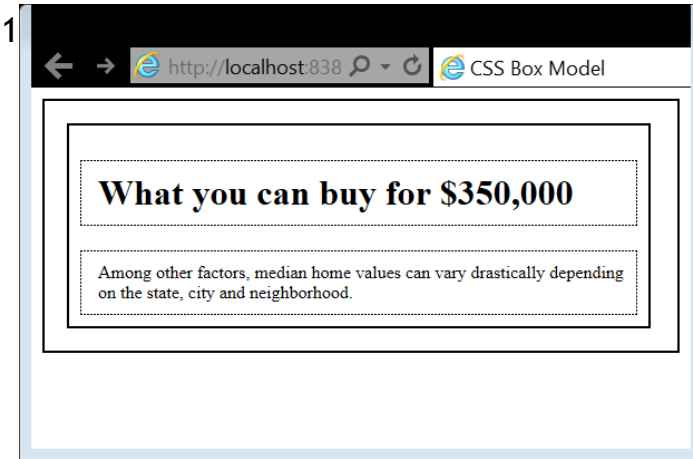 1
http://localhost:838
CSS Box Model
What you can buy for $350,000
Among other factors, median home values can vary drastically depending
on the state, city and neighborhood.